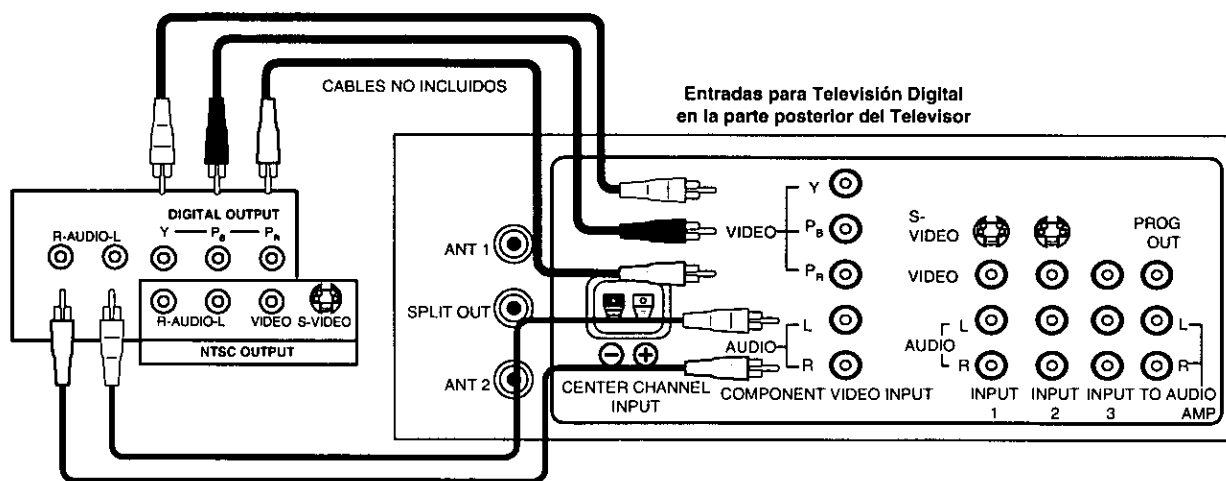 CABLES NO INCLUIDOS
Entradas para Televisión Digital
en la parte posterior del Televisor
DIGITAL OUTPUT
R-AUDIO-L Y PB PR
R-AUDIO-L VIDEO S-VIDEO
NTSC OUTPUT
ANT 1
SPLIT OUT
ANT 2
CENTER CHANNEL
INPUT
VIDEO
Y
PB
PR
AUDIO
L
R
COMPONENT VIDEO INPUT
S-
VIDEO
PROG
OUT
VIDEO
AUDIO
L
R
L
R
INPUT INPUT INPUT TO AUDIO
1 2 3 AMP